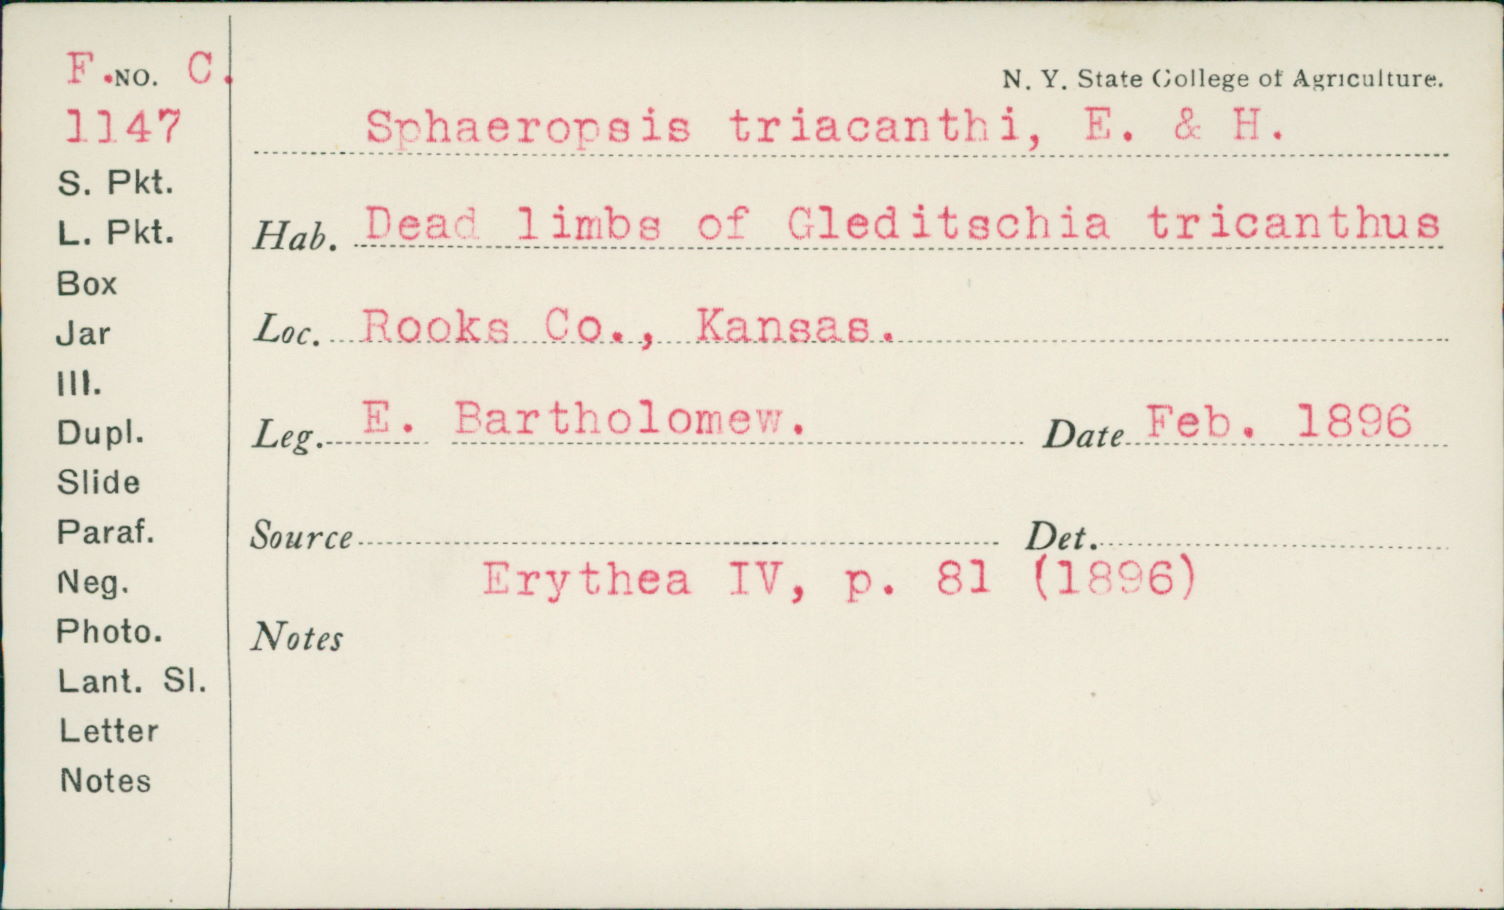 F. NO. C.
1147
S. Pkt.
L. Pkt.
Box
Jar
Ill.
Dupl.
Slide
Paraf.
Neg.
Photo.
Lant. Sl.
Letter
Notes
N. Y. State College of Agriculture.
Sphaeropsis triacanthi, E. & H.
Hab. Dead limbs of Gleditschia tricanthus
Loc. Rooks Co., Kansas.
Leg. E. Bartholomew. Date Feb. 1896
Source Det.
Erythea IV, p. 81 (1896)
Notes